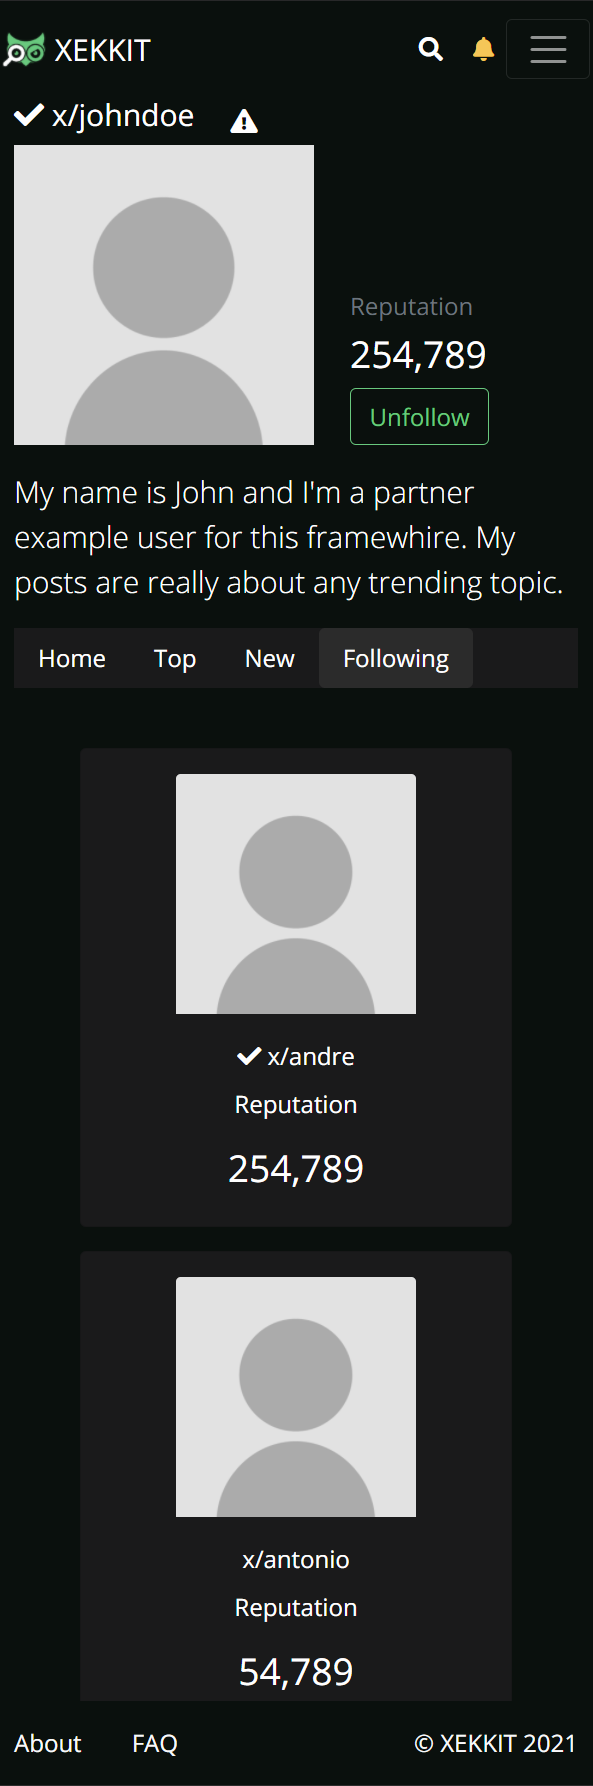 XEKKIT
x/johndoe
Reputation
254,789
Unfollow
My name is John and I'm a partner
example user for this framewhire. My
posts are really about any trending topic.
Home Top New Following
x/andre
Reputation
254,789
x/antonio
Reputation
54,789
About FAQ © XEKKIT 2021